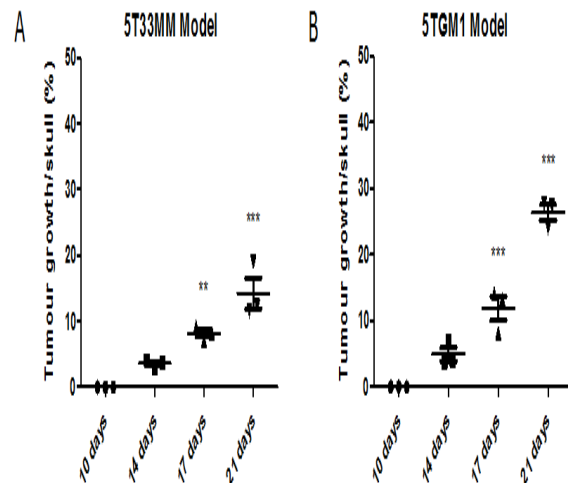 A
5T33MM Model
Tumour growth/skull (%)
50
40
30
20
10
0
**
***
10 days
14 days
17 days
21 days
B
5TGM1 Model
Tumour growth/skull (%)
50
40
30
20
10
0
***
***
10 days
14 days
17 days
21 days